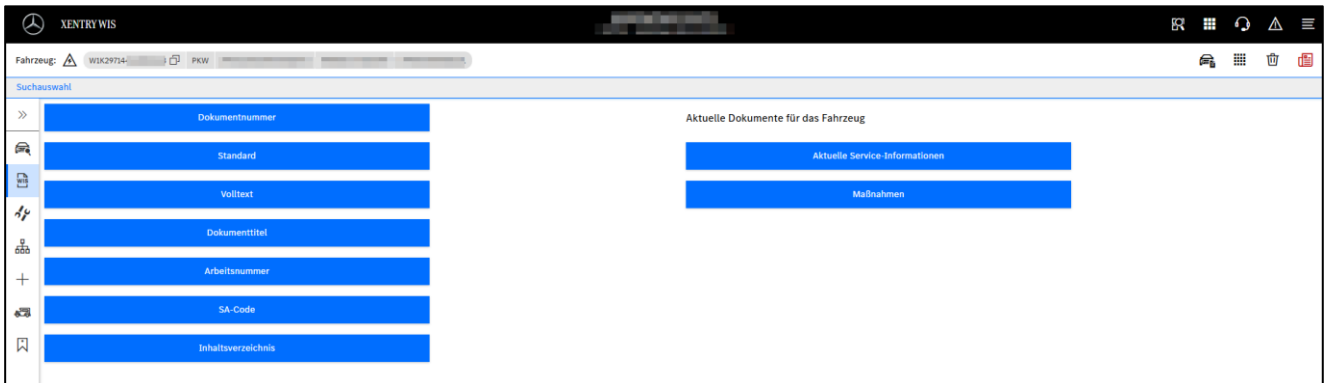 XENTRY WIS
Fahrzeug: PKW
Suchauswahl
Dokumentnummer
Standard
Volltext
Dokumenttitel
Arbeitsnummer
SA-Code
Inhaltsverzeichnis
Aktuelle Dokumente für das Fahrzeug
Aktuelle Service-Informationen
Maßnahmen
WIS